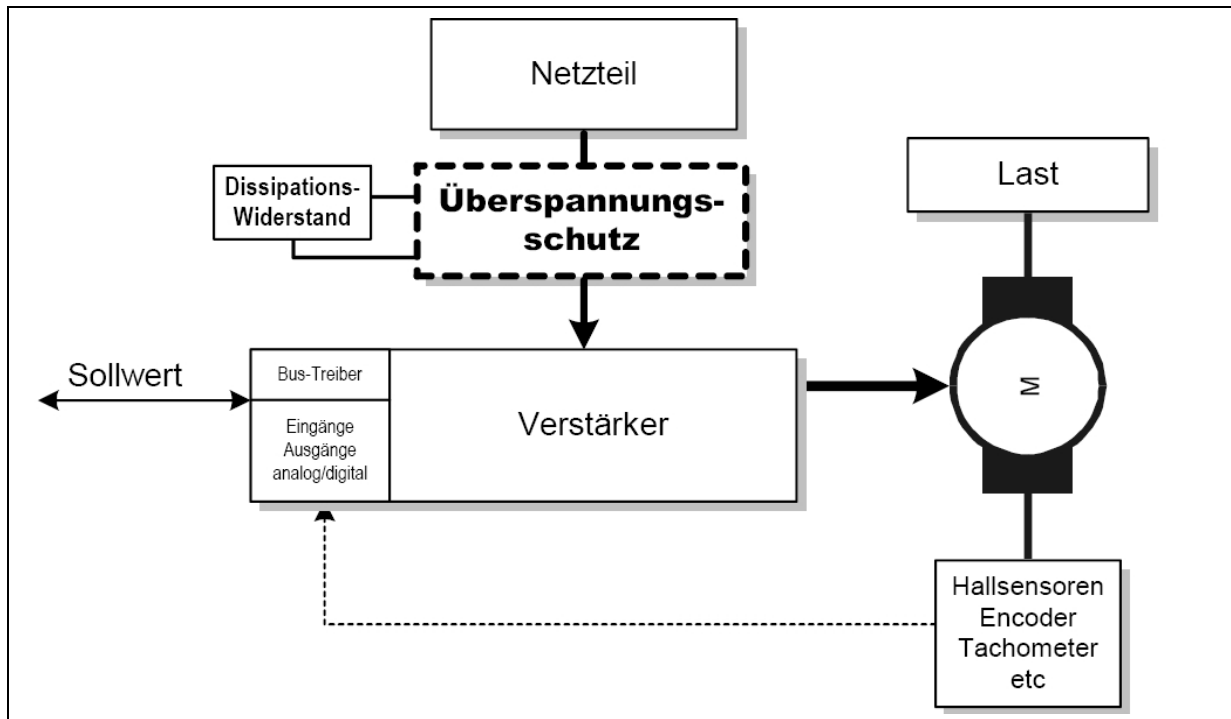 Netzteil
Dissipations-
Widerstand
Überspannungs-
schutz
Last
Sollwert
Bus-Treiber
Eingänge
Ausgänge
analog/digital
Verstärker
M
Hallsensoren
Encoder
Tachometer
etc